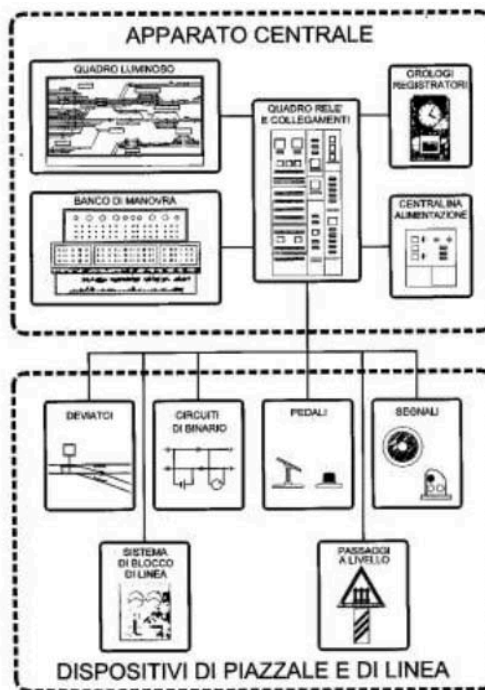 APPARATO CENTRALE
QUADRO LUMINOSO
QUADRO RELE'
E COLLEGAMENTI
OROLOGI
REGISTRATORI
BANCO DI MANOVRA
CENTRALINA
ALIMENTAZIONE
DEVIATOI
CIRCUITI
DI BINARIO
PEDALI
SEGNALI
SISTEMA
DI BLOCCO
DI LINEA
PASSAGGI
A LIVELLO
DISPOSITIVI DI PIAZZALE E DI LINEA